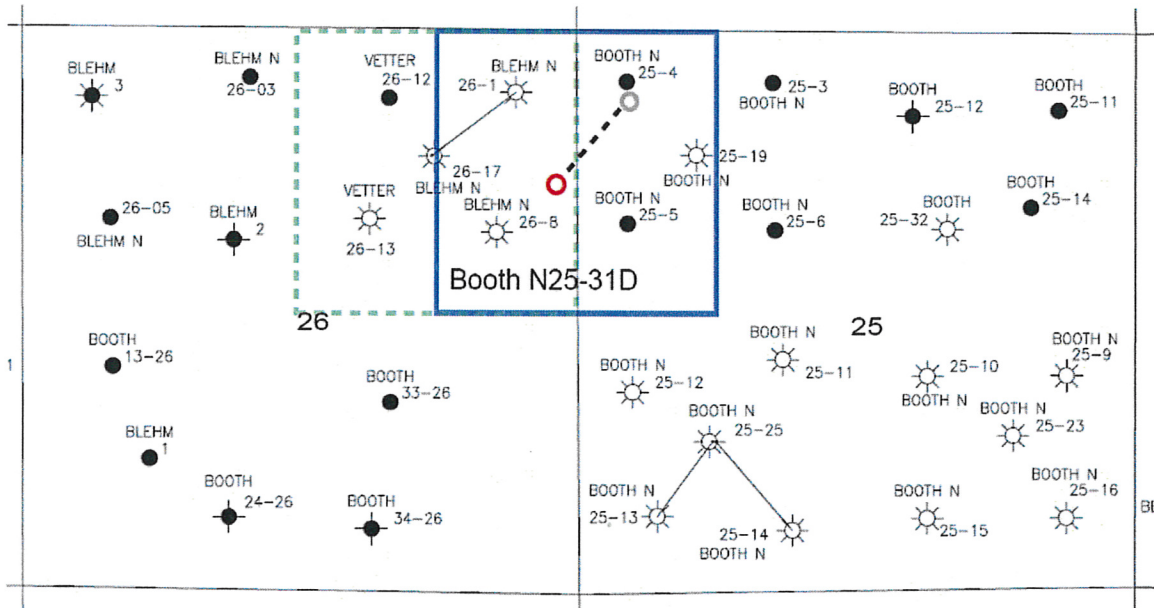 BLEHM
3
BLEHM N
26-03
VETTER
26-12
BLEHM N
26-1
BOOTH N
25-4
25-3
BOOTH N
BOOTH
25-12
BOOTH
25-11
26-17
BLEHM N
25-19
BOOTH N
26-05
BLEHM N
BLEHM
2
VETTER
26-13
BLEHM N
26-8
BOOTH N
25-5
BOOTH N
25-6
BOOTH
25-32
BOOTH
25-14
Booth N25-31D
26
25
1
BOOTH
13-26
BOOTH
33-26
BLEHM
1
BOOTH
24-26
BOOTH
34-26
BOOTH N
25-12
BOOTH N
25-11
25-10
BOOTH N
BOOTH N
25-9
BOOTH N
25-25
BOOTH N
25-23
BOOTH N
25-13
25-14
BOOTH N
BOOTH N
25-15
BOOTH N
25-16